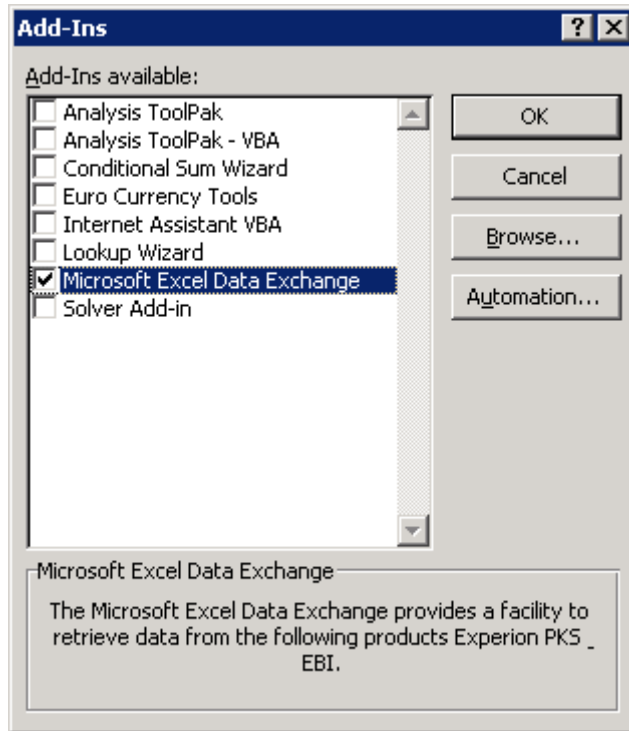 Add-Ins
Add-Ins available:
Analysis ToolPak
Analysis ToolPak - VBA
Conditional Sum Wizard
Euro Currency Tools
Internet Assistant VBA
Lookup Wizard
Microsoft Excel Data Exchange
Solver Add-in
OK
Cancel
Browse...
Automation...
Microsoft Excel Data Exchange
The Microsoft Excel Data Exchange provides a facility to
retrieve data from the following products Experion PKS _
EBI.